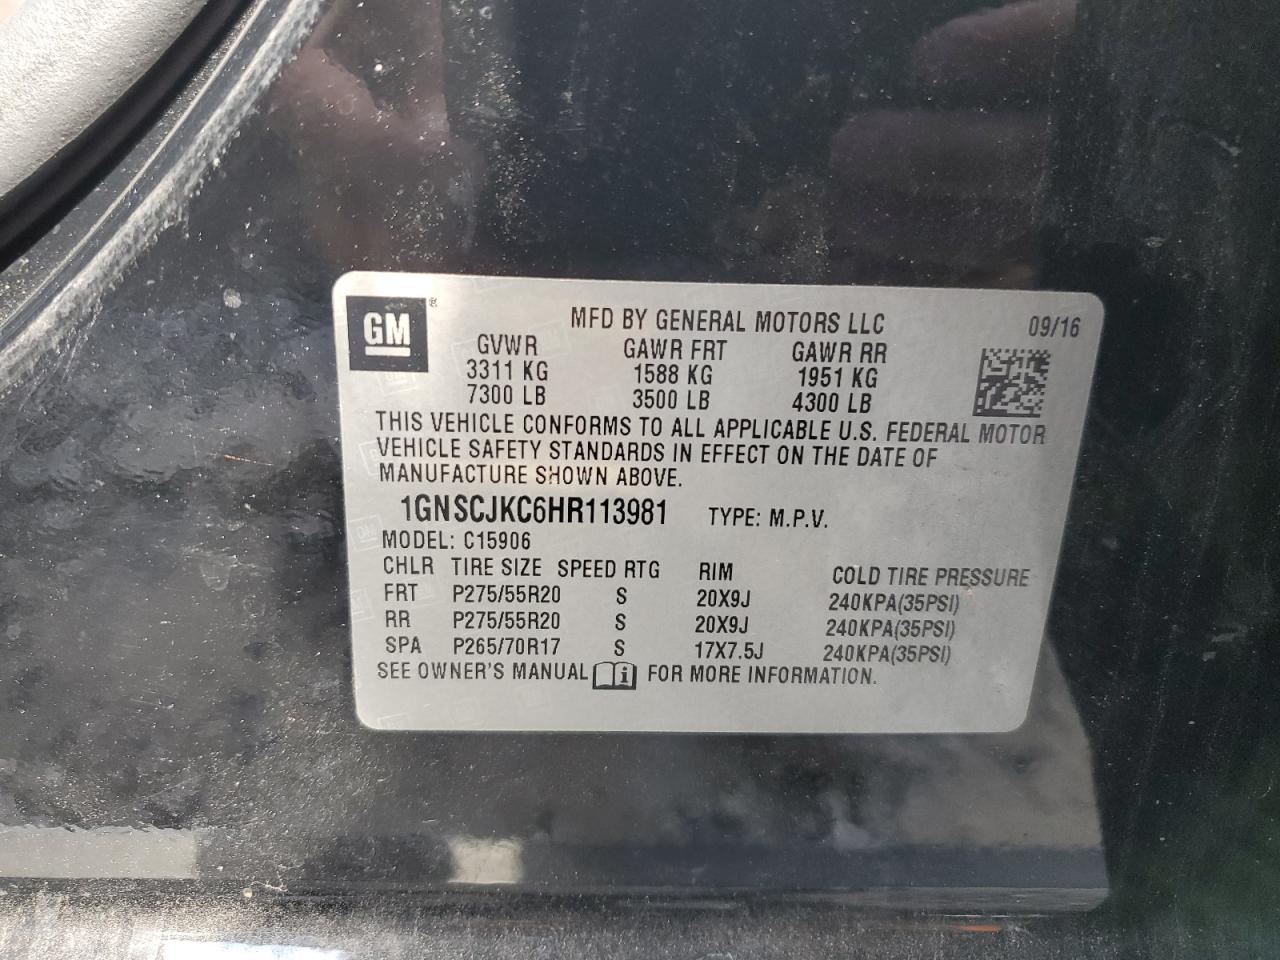 GM ®
MFD BY GENERAL MOTORS LLC 09/16
GVWR GAWR FRT GAWR RR
3311 KG 1588 KG 1951 KG
7300 LB 3500 LB 4300 LB
THIS VEHICLE CONFORMS TO ALL APPLICABLE U.S. FEDERAL MOTOR
VEHICLE SAFETY STANDARDS IN EFFECT ON THE DATE OF
MANUFACTURE SHOWN ABOVE.
1GNSCJKC6HR113981 TYPE: M.P.V.
MODEL: C15906
CHLR TIRE SIZE SPEED RTG RIM COLD TIRE PRESSURE
FRT P275/55R20 S 20X9J 240KPA(35PSI)
RR P275/55R20 S 20X9J 240KPA(35PSI)
SPA P265/70R17 S 17X7.5J 240KPA(35PSI)
SEE OWNER'S MANUAL i FOR MORE INFORMATION.